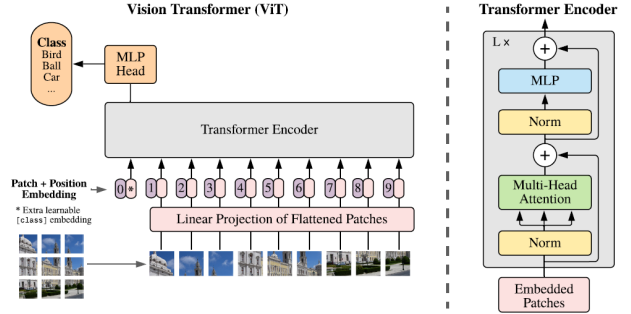 Vision Transformer (ViT)
Class
Bird
Ball
Car
...
MLP
Head
Transformer Encoder
Patch + Position
Embedding
0 * 1 2 3 4 5 6 7 8 9
* Extra learnable
[class] embedding
Linear Projection of Flattened Patches
Transformer Encoder
L x
+
MLP
Norm
+
Multi-Head
Attention
Norm
Embedded
Patches